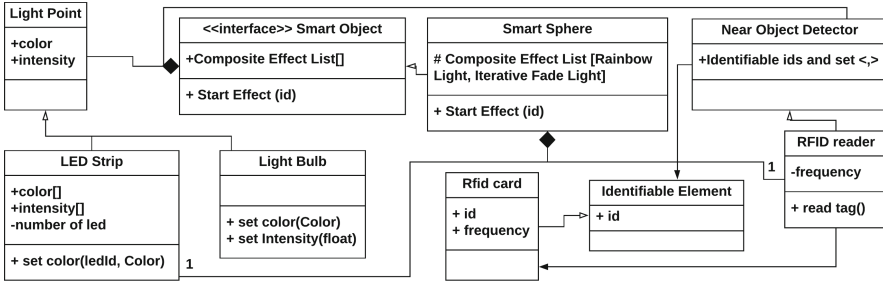 Light Point
+color
+intensity
<<interface>> Smart Object
+Composite Effect List[]
+ Start Effect (id)
Smart Sphere
# Composite Effect List [Rainbow
Light, Iterative Fade Light]
+ Start Effect (id)
Near Object Detector
+Identifiable ids and set <,>
LED Strip
+color[]
+intensity[]
-number of led
+ set color(ledId, Color)
1
Light Bulb
+ set color(Color)
+ set Intensity(float)
Rfid card
+ id
+ frequency
Identifiable Element
+ id
1
RFID reader
-frequency
+ read tag()